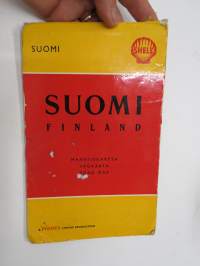 SUOMI
SHELL
SUOMI
FINLAND
MAANTIEKARTTA
VÄGKARTA
ROAD MAP